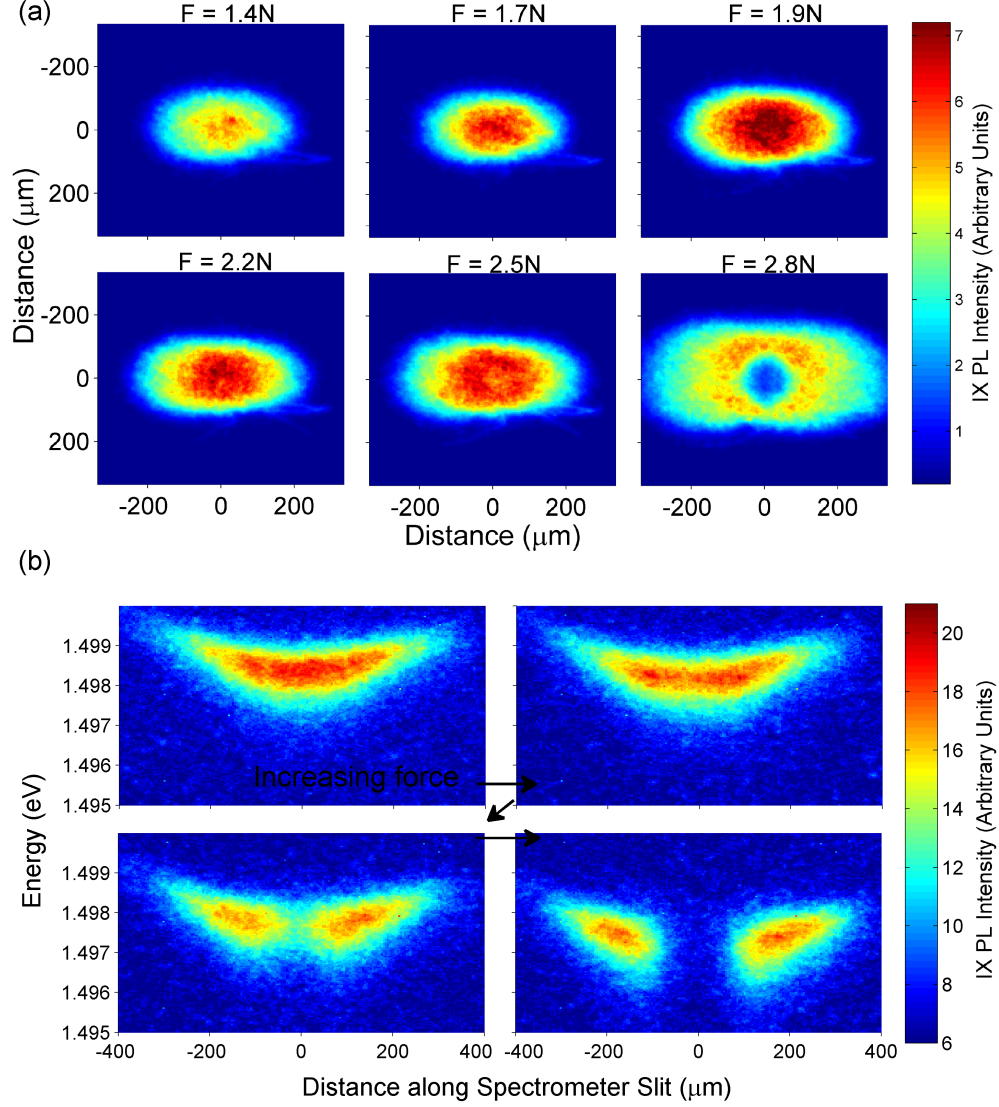 (a)
F = 1.4N
F = 1.7N
F = 1.9N
-200
0
200
7
6
5
4
3
2
1
IX PL Intensity (Arbitrary Units)
Distance (μm)
F = 2.2N
F = 2.5N
F = 2.8N
-200
0
200
-200 0 200
-200 0 200
-200 0 200
Distance (μm)
(b)
1.499
1.498
1.497
1.496
1.495
Increasing force
20
18
16
14
12
10
8
6
IX PL Intensity (Arbitrary Units)
Energy (eV)
1.499
1.498
1.497
1.496
1.495
-400 -200 0 200 400
-400 -200 0 200 400
Distance along Spectrometer Slit (μm)